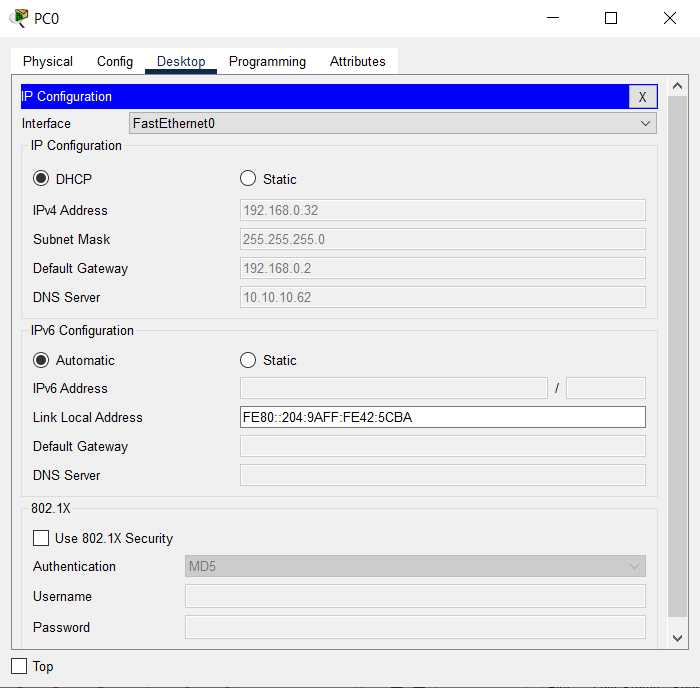 PC0
Physical Config Desktop Programming Attributes
IP Configuration X
Interface FastEthernet0
IP Configuration
DHCP Static
IPv4 Address 192.168.0.32
Subnet Mask 255.255.255.0
Default Gateway 192.168.0.2
DNS Server 10.10.10.62
IPv6 Configuration
Automatic Static
IPv6 Address /
Link Local Address FE80::204:9AFF:FE42:5CBA
Default Gateway
DNS Server
802.1X
Use 802.1X Security
Authentication MD5
Username
Password
Top